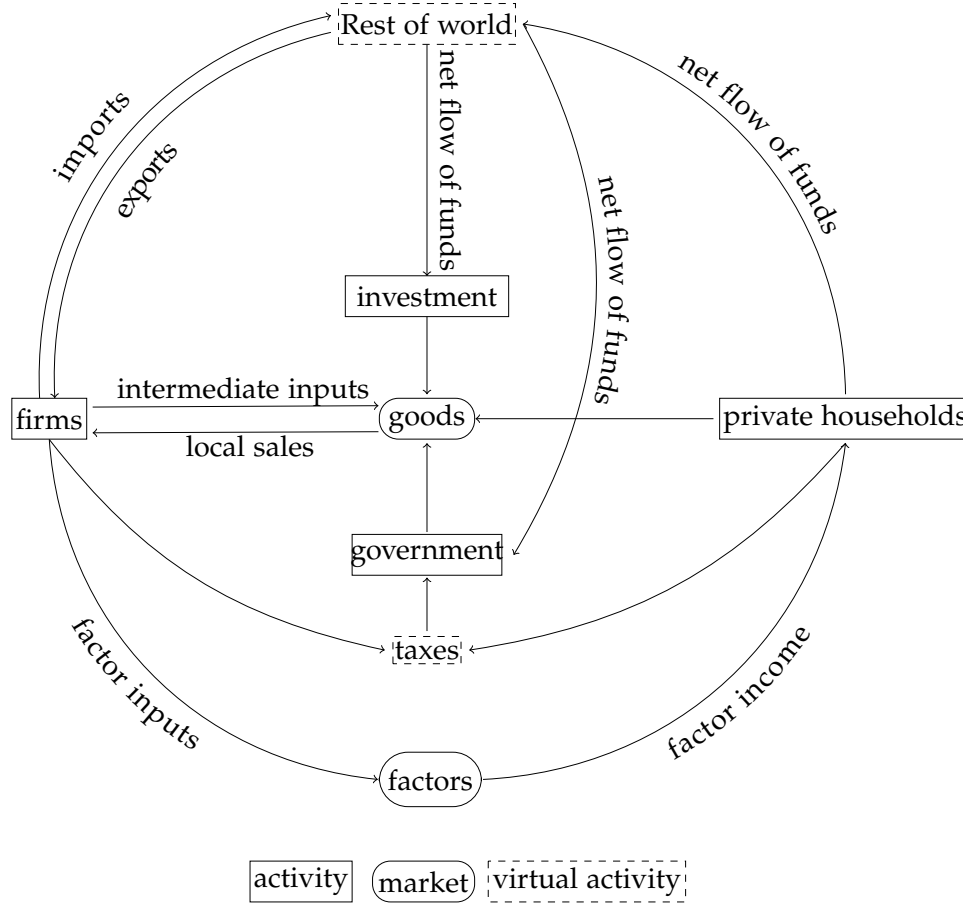 Rest of world
imports
exports
net flow of funds
net flow of funds
net flow of funds
investment
intermediate inputs
firms
goods
private households
local sales
government
taxes
factor inputs
factor income
factors
activity
market
virtual activity